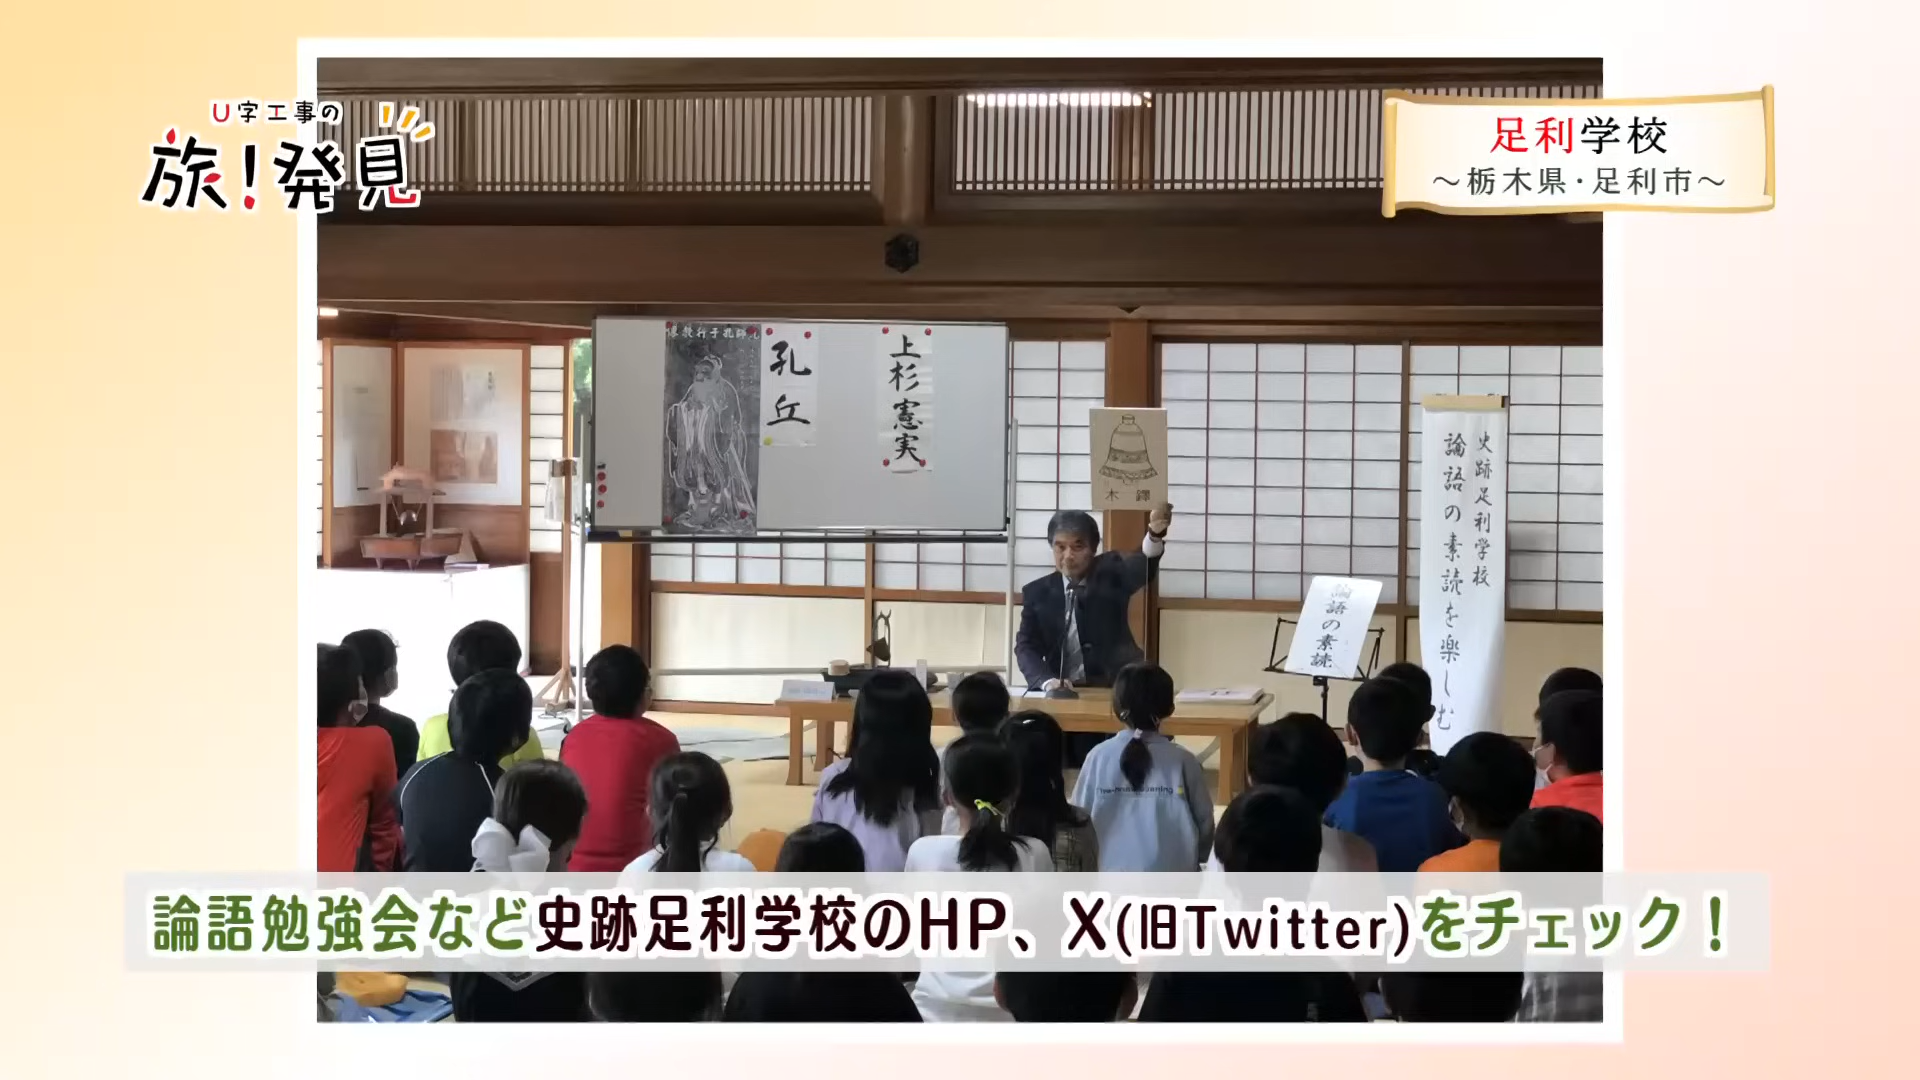 U字工事の
旅！発見
足利学校
～栃木県・足利市～
孔丘
上杉憲実
木鐸
史跡足利学校
論語の素読を楽しむ
論語の素読
論語勉強会など史跡足利学校のHP、X(旧Twitter)をチェック！